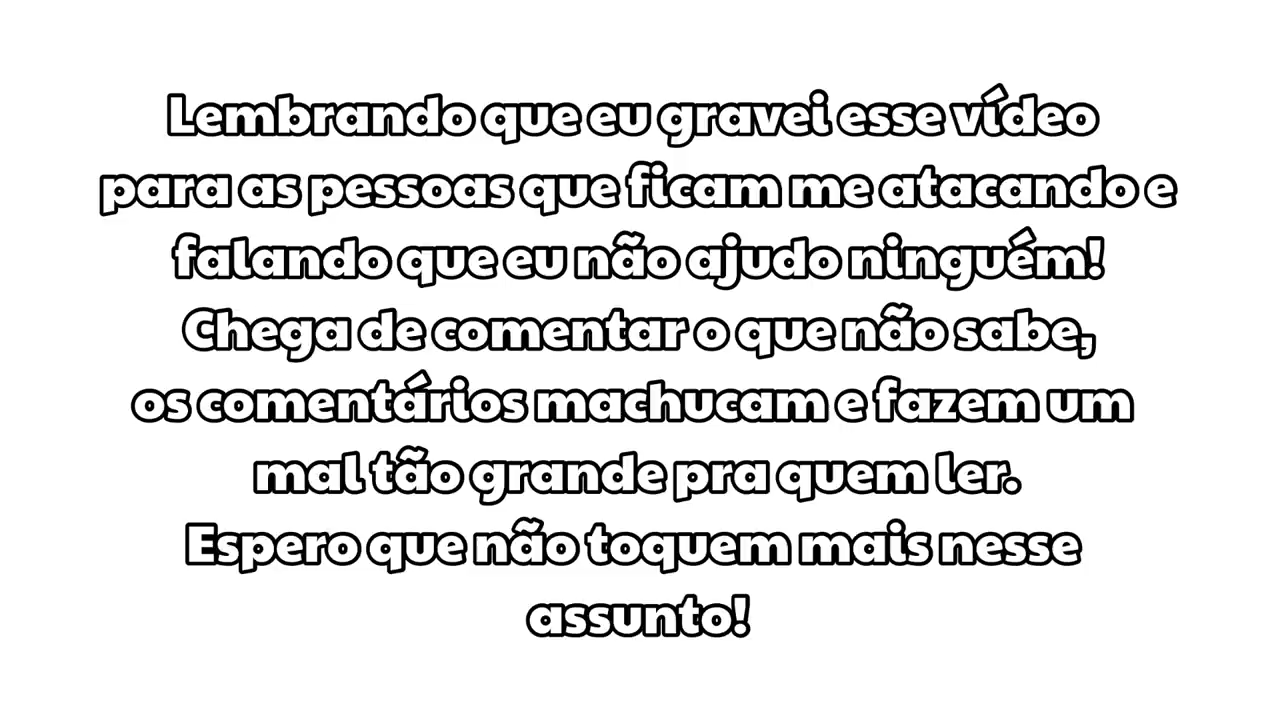 Lembrando que eu gravei esse vídeo
para as pessoas que ficam me atacando e
falando que eu não ajudo ninguém!
Chega de comentar o que não sabe,
os comentários machucam e fazem um
mal tão grande pra quem ler.
Espero que não toquem mais nesse
assunto!